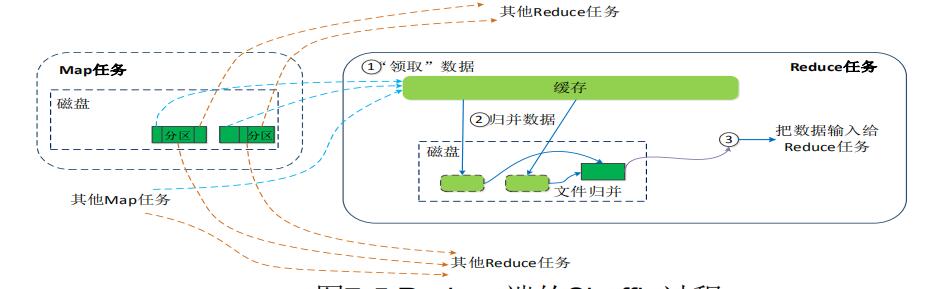 其他Reduce任务
Map任务
磁盘
分区
分区
其他Map任务
①“领取”数据
Reduce任务
缓存
②归并数据
磁盘
文件归并
③
把数据输入给
Reduce任务
其他Reduce任务